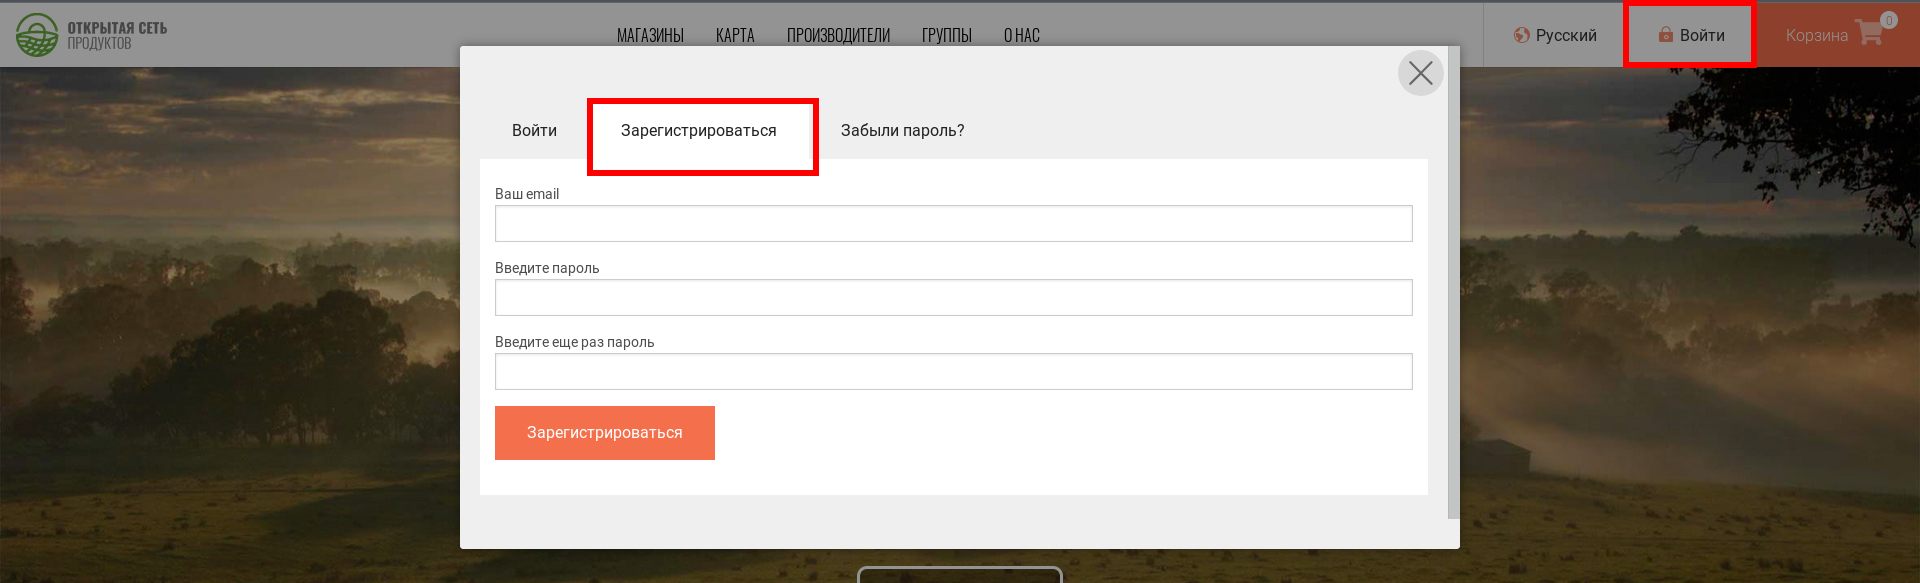 ОТКРЫТАЯ СЕТЬ
ПРОДУКТОВ
МАГАЗИНЫ КАРТА ПРОИЗВОДИТЕЛИ ГРУППЫ О НАС
Русский
Войти
Корзина 0
Войти Зарегистрироваться Забыли пароль?
Ваш email
Введите пароль
Введите еще раз пароль
Зарегистрироваться